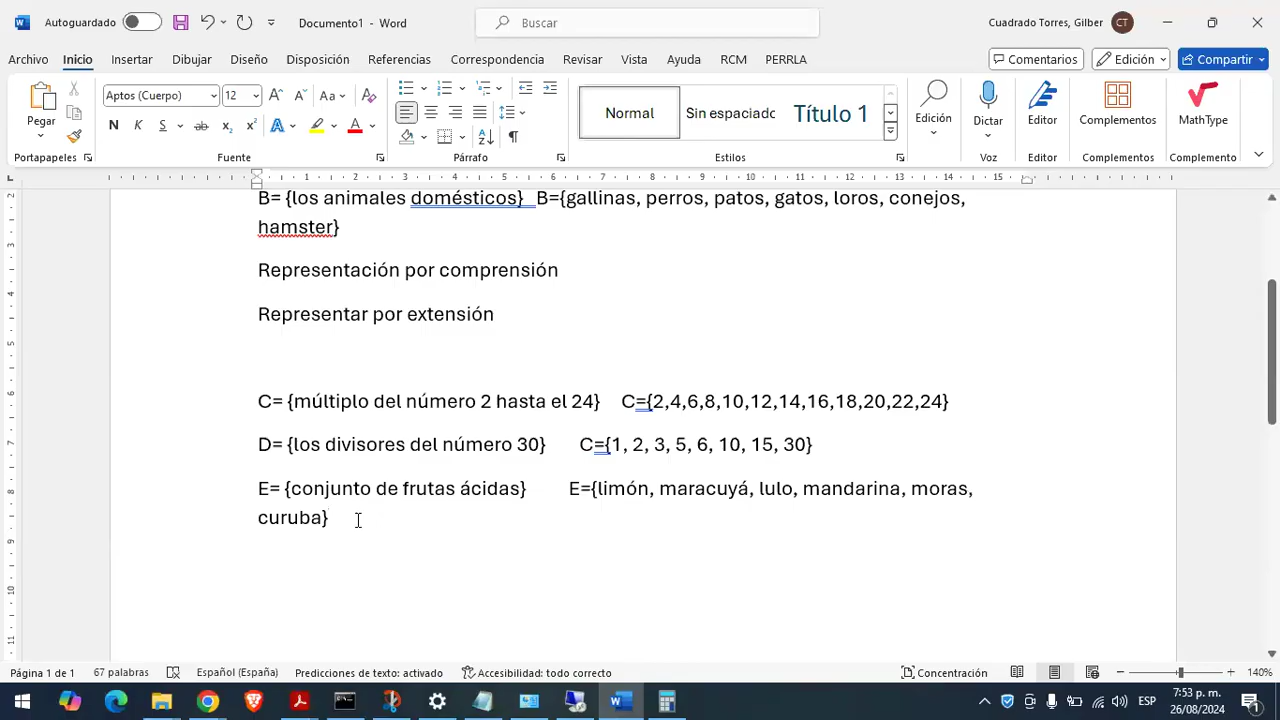 Autoguardado
Documento1 - Word
Buscar
Cuadrado Torres, Gilber
CT
Archivo Inicio Insertar Dibujar Diseño Disposición Referencias Correspondencia Revisar Vista Ayuda RCM PERRLA
Comentarios Edición Compartir
Aptos (Cuerpo) 12
Título 1
Normal Sin espaciado
Pegar
N K S
Edición Dictar Editor Complementos MathType
Portapapeles Fuente Párrafo Estilos Voz Editor Complementos Complemento
B= {los animales domésticos} B={gallinas, perros, patos, gatos, loros, conejos,
hamster}
Representación por comprensión
Representar por extensión
C= {múltiplo del número 2 hasta el 24} C={2,4,6,8,10,12,14,16,18,20,22,24}
D= {los divisores del número 30} C={1, 2, 3, 5, 6, 10, 15, 30}
E= {conjunto de frutas ácidas} E={limón, maracuyá, lulo, mandarina, moras,
curuba}
Página 1 de 1 67 palabras Español (España) Predicciones de texto: activado Accesibilidad: todo correcto Concentración 140%
ESP
7:53 p. m.
26/08/2024